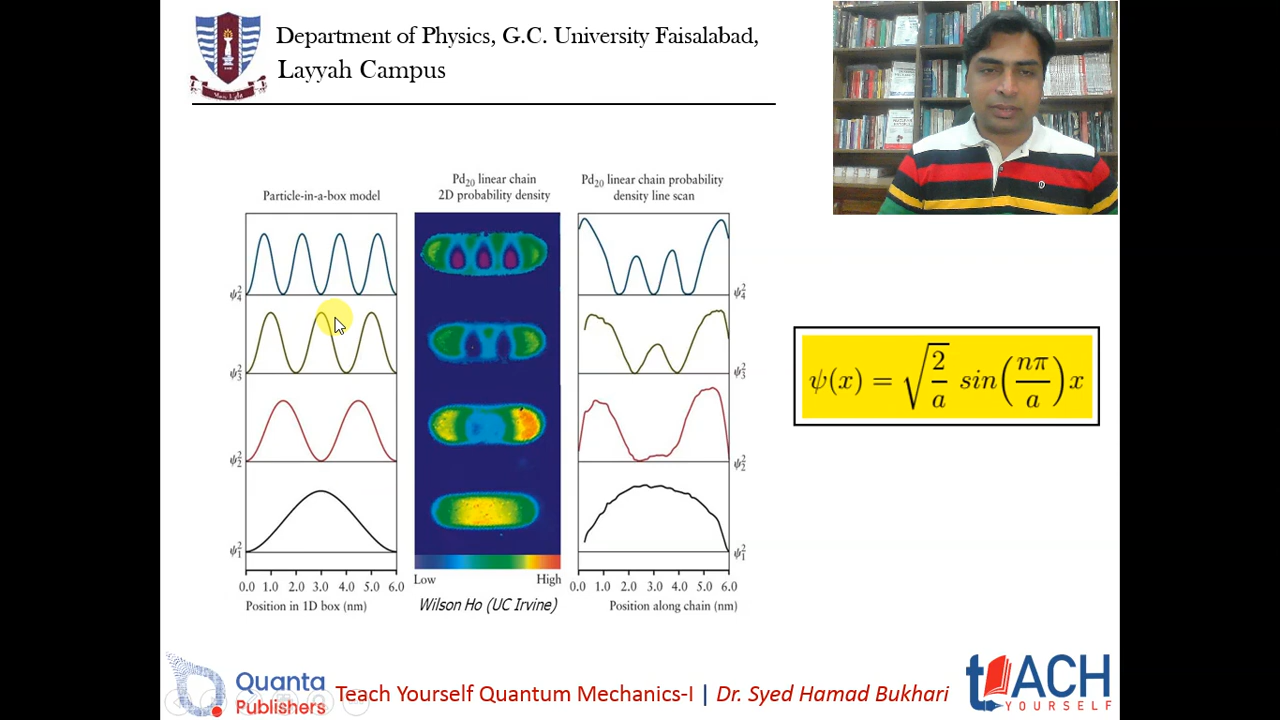 Department of Physics, G.C. University Faisalabad,
Layyah Campus
Particle-in-a-box model
Pd₂₀ linear chain
2D probability density
Pd₂₀ linear chain probability
density line scan
ψ₄²
ψ₃²
ψ₂²
ψ₁²
ψ₄²
ψ₃²
ψ₂²
ψ₁²
0.0 1.0 2.0 3.0 4.0 5.0 6.0
Position in 1D box (nm)
Low High
Wilson Ho (UC Irvine)
0.0 1.0 2.0 3.0 4.0 5.0 6.0
Position along chain (nm)
ψ(x) = √(2/a) sin(nπ/a)x
Quanta
Publishers
Teach Yourself Quantum Mechanics-I | Dr. Syed Hamad Bukhari
tEACH
YOURSELF